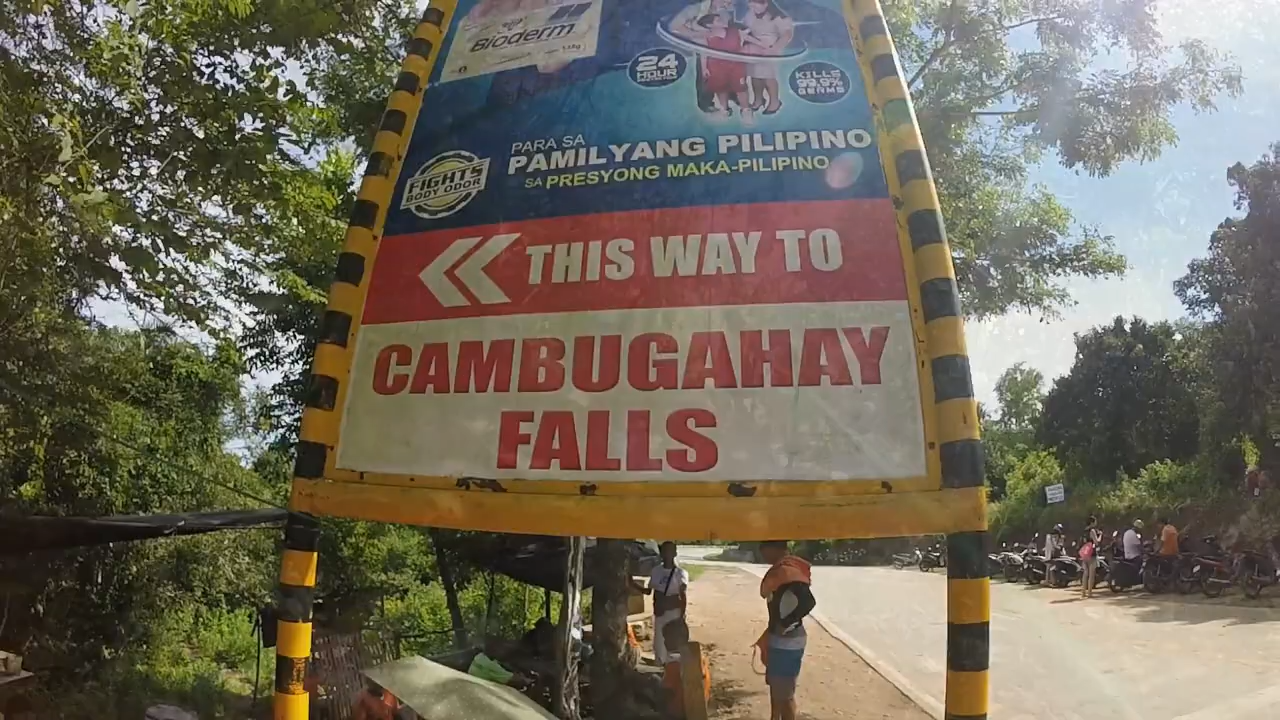 Bioderm
135g
24
HOUR
KILLS
99.9%
GERMS
PARA SA
PAMILYANG PILIPINO
SA PRESYONG MAKA-PILIPINO
FIGHTS
BODY ODOR
THIS WAY TO
CAMBUGAHAY
FALLS